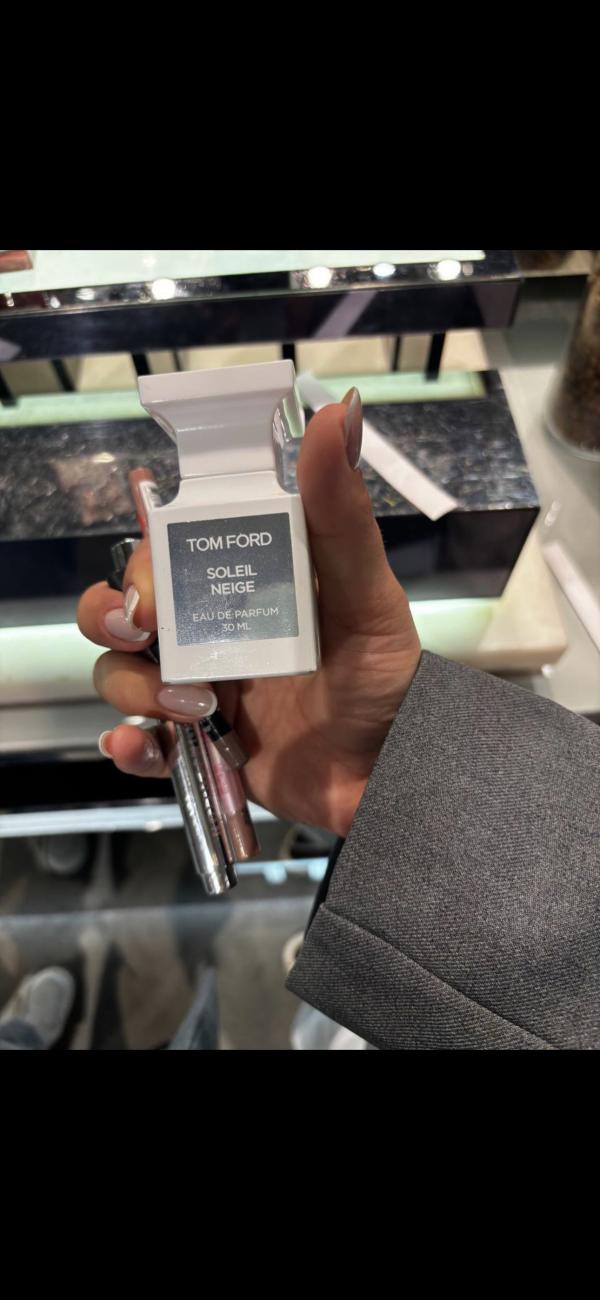 TOM FORD
SOLEIL
NEIGE
EAU DE PARFUM
30 ML